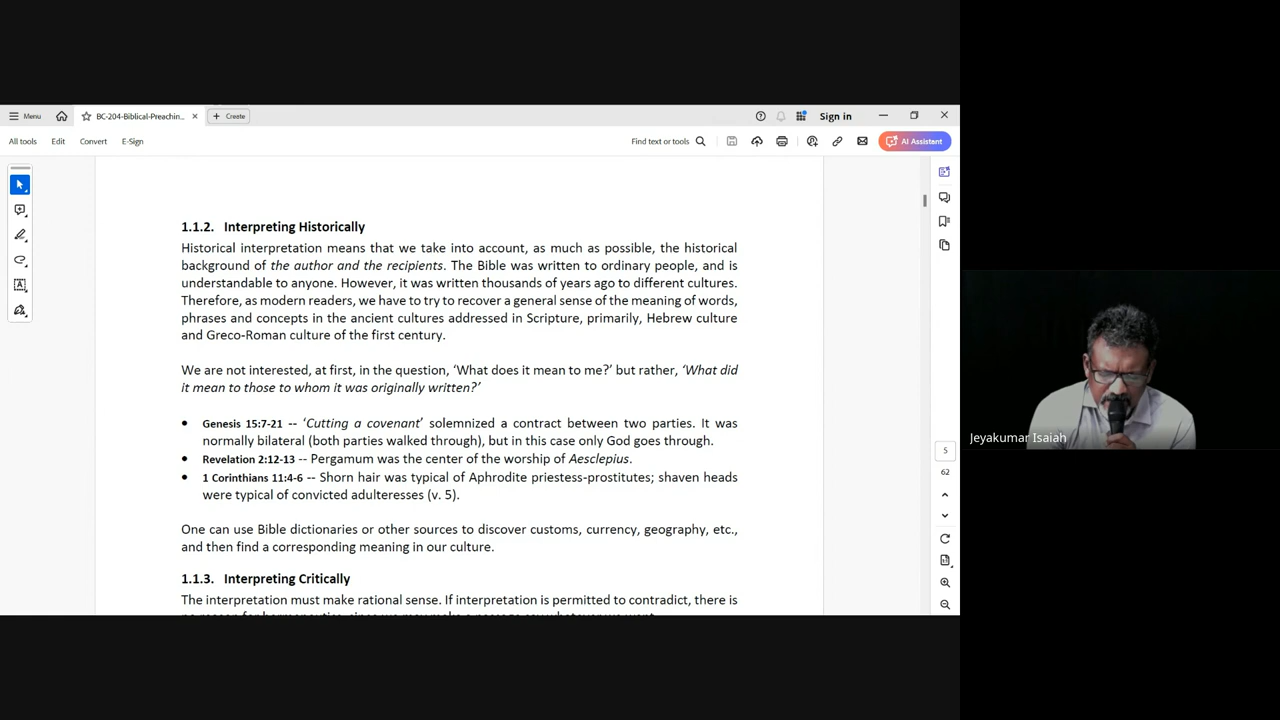 Menu
BC-204-Biblical-Preachin...
Create
Sign in
All tools
Edit
Convert
E-Sign
Find text or tools
AI Assistant
1.1.2. Interpreting Historically
Historical interpretation means that we take into account, as much as possible, the historical
background of the author and the recipients. The Bible was written to ordinary people, and is
understandable to anyone. However, it was written thousands of years ago to different cultures.
Therefore, as modern readers, we have to try to recover a general sense of the meaning of words,
phrases and concepts in the ancient cultures addressed in Scripture, primarily, Hebrew culture
and Greco-Roman culture of the first century.
We are not interested, at first, in the question, ‘What does it mean to me?’ but rather, ‘What did
it mean to those to whom it was originally written?’
• Genesis 15:7-21 -- ‘Cutting a covenant’ solemnized a contract between two parties. It was
normally bilateral (both parties walked through), but in this case only God goes through.
• Revelation 2:12-13 -- Pergamum was the center of the worship of Aesclepius.
• 1 Corinthians 11:4-6 -- Shorn hair was typical of Aphrodite priestess-prostitutes; shaven heads
were typical of convicted adulteresses (v. 5).
One can use Bible dictionaries or other sources to discover customs, currency, geography, etc.,
and then find a corresponding meaning in our culture.
1.1.3. Interpreting Critically
The interpretation must make rational sense. If interpretation is permitted to contradict, there is
5
62
Jeyakumar Isaiah